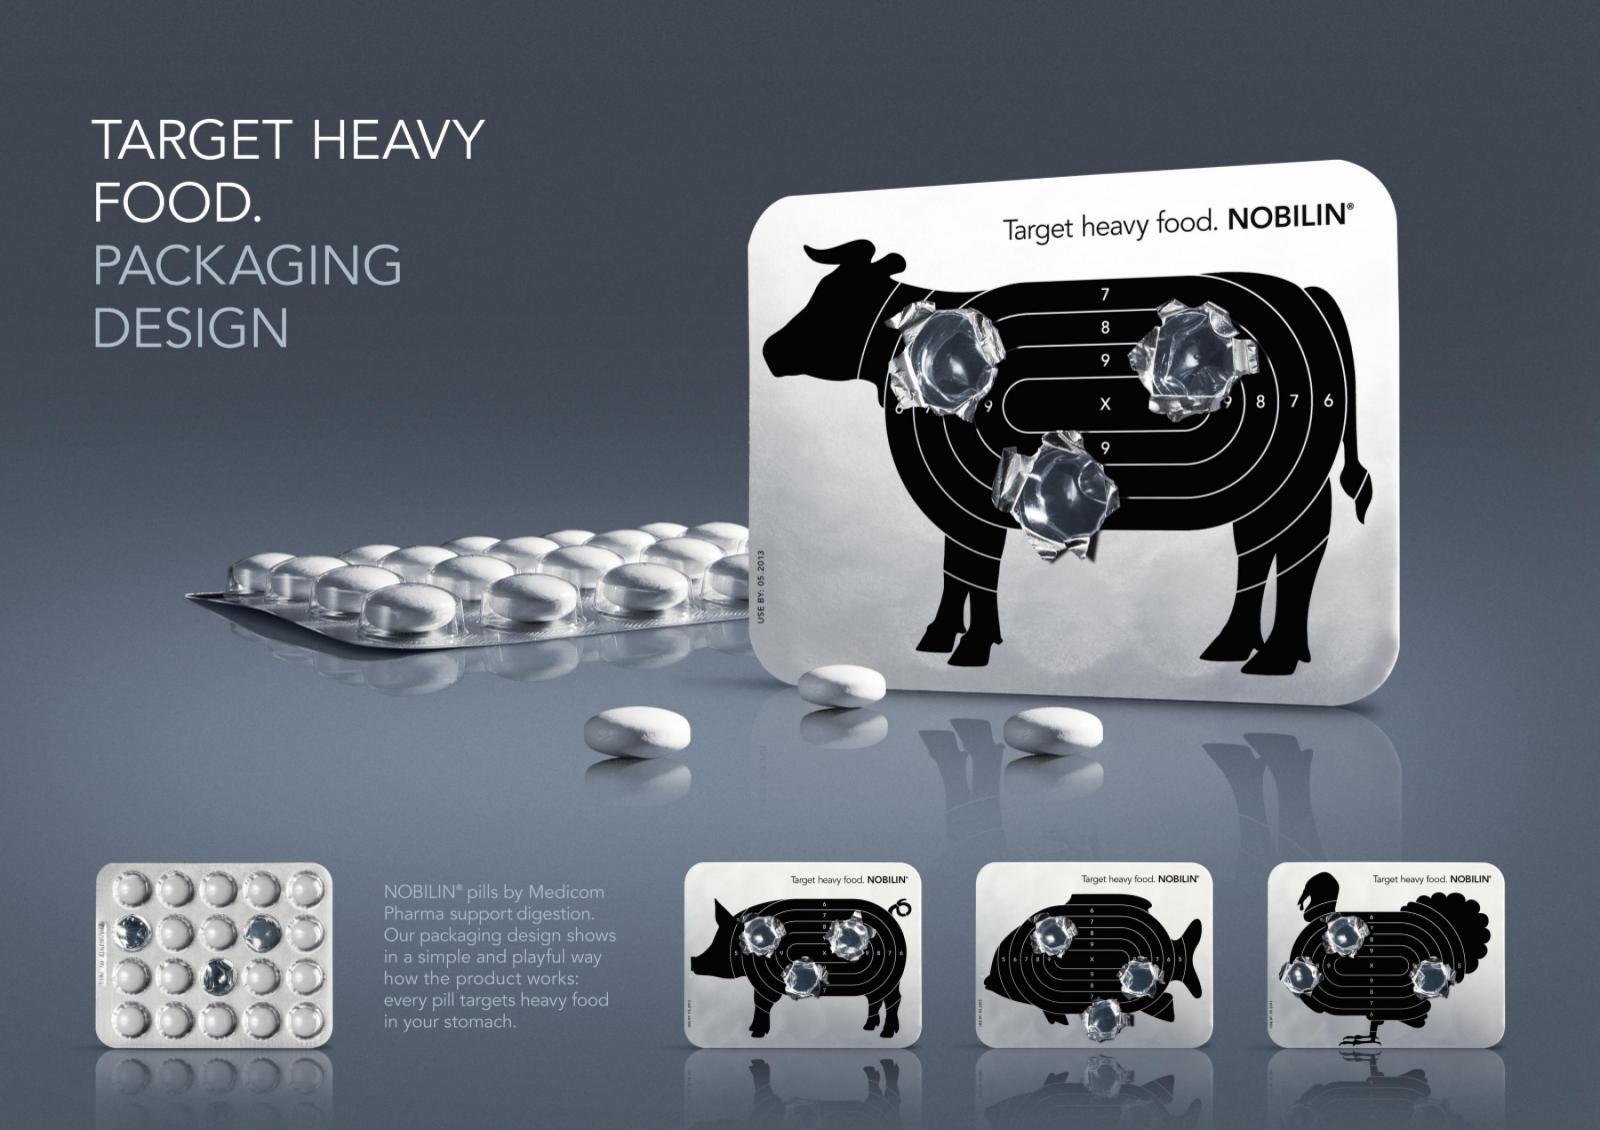 TARGET HEAVY
FOOD.
PACKAGING
DESIGN
Target heavy food. NOBILIN®
7
8
9
6 9 X 9 8 7 6
9
USE BY: 05.2013
NOBILIN® pills by Medicom
Pharma support digestion.
Our packaging design shows
in a simple and playful way
how the product works:
every pill targets heavy food
in your stomach.
Target heavy food. NOBILIN®
Target heavy food. NOBILIN®
Target heavy food. NOBILIN®